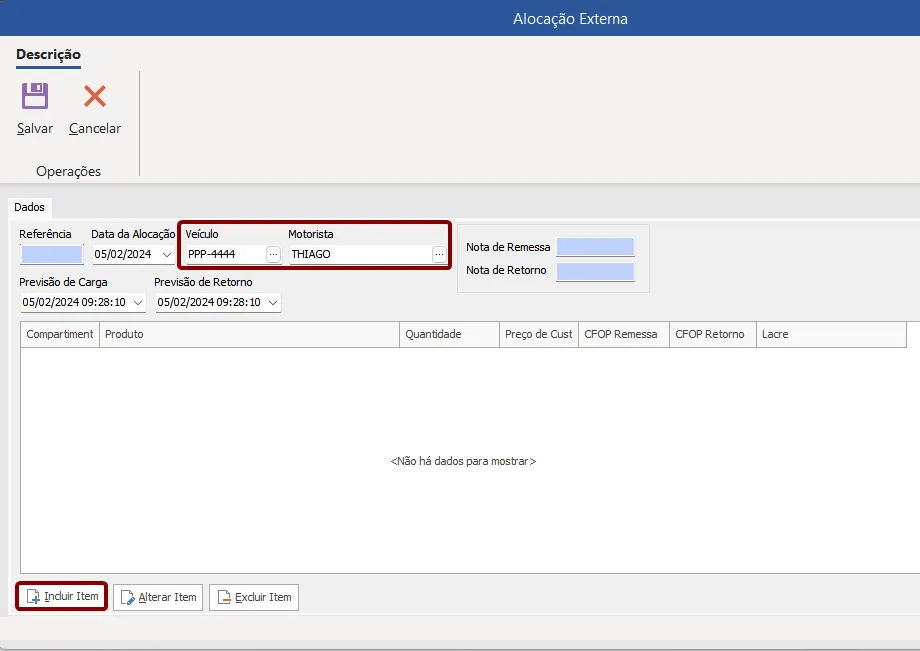 Alocação Externa
Descrição
Salvar Cancelar
Operações
Dados
Referência Data da Alocação Veículo Motorista
05/02/2024 PPP-4444 ... THIAGO ...
Nota de Remessa
Nota de Retorno
Previsão de Carga Previsão de Retorno
05/02/2024 09:28:10 05/02/2024 09:28:10
Compartiment Produto Quantidade Preço de Cust CFOP Remessa CFOP Retorno Lacre
<Não há dados para mostrar>
Incluir Item Alterar Item Excluir Item